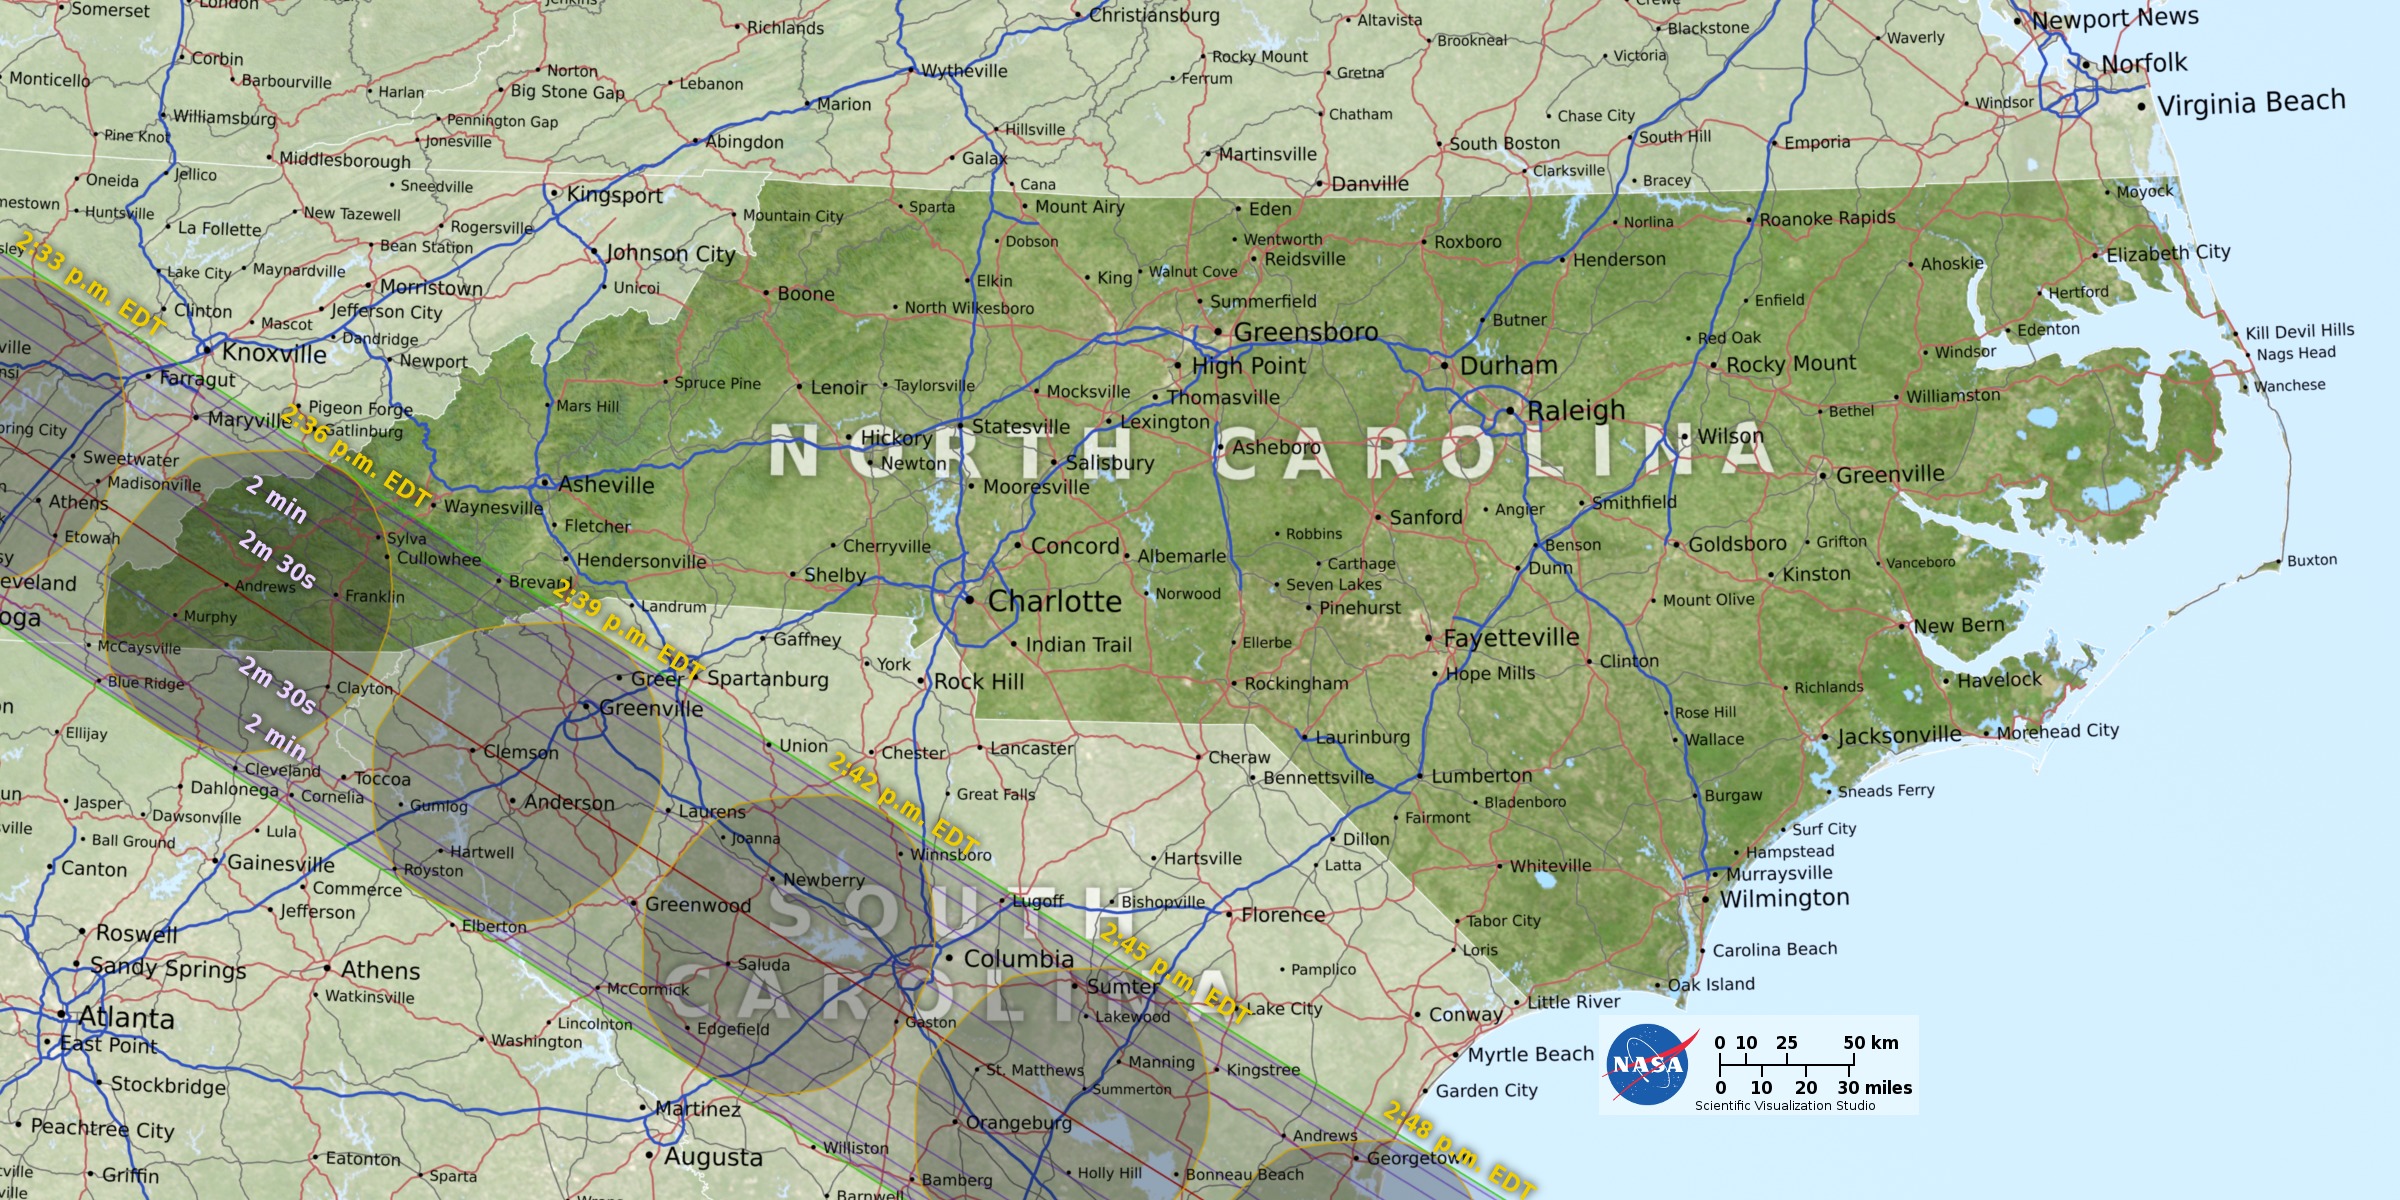 Somerset
London
Jenkins
Richlands
Christiansburg
Altavista
Crewe
Blackstone
Newport News
Corbin
Norton
Wytheville
Rocky Mount
Brookneal
Victoria
Waverly
Norfolk
Monticello
Barbourville
Harlan
Big Stone Gap
Lebanon
Ferrum
Gretna
Virginia Beach
Williamsburg
Pennington Gap
Marion
Chatham
Chase City
Windsor
Pine Knot
Jonesville
Abingdon
Hillsville
South Boston
South Hill
Emporia
Middlesborough
Galax
Martinsville
Clarksville
Oneida
Jellico
Sneedville
Kingsport
Cana
Danville
Bracey
Moyock
mestown
Huntsville
New Tazewell
Mountain City
Sparta
Mount Airy
Eden
Norlina
Roanoke Rapids
La Follette
Rogersville
Bean Station
Johnson City
Dobson
Wentworth
Roxboro
Elizabeth City
sley
2:33 p.m. EDT
Lake City
Maynardville
Morristown
Unicoi
Boone
Elkin
King
Walnut Cove
Reidsville
Henderson
Ahoskie
Clinton
Mascot
Jefferson City
North Wilkesboro
Summerfield
Enfield
Hertford
Dandridge
Greensboro
Butner
Red Oak
Edenton
Kill Devil Hills
ville
Knoxville
Newport
High Point
Durham
Rocky Mount
Windsor
Nags Head
nsi
Farragut
Spruce Pine
Lenoir
Taylorsville
Mocksville
Thomasville
Williamston
Wanchese
Pigeon Forge
Mars Hill
Lexington
Raleigh
Bethel
pring City
Maryville
2:36 p.m. EDT
Gatlinburg
Hickory
Statesville
Asheboro
Wilson
NORTH CAROLINA
Sweetwater
Newton
Salisbury
Madisonville
2 min
Asheville
Mooresville
Greenville
Athens
Waynesville
Fletcher
Sanford
Angier
Smithfield
Etowah
2m 30s
Sylva
Cullowhee
Hendersonville
Cherryville
Concord
Albemarle
Robbins
Benson
Goldsboro
Grifton
sy
eveland
Andrews
Franklin
Brevard
Shelby
Carthage
Dunn
Kinston
Vanceboro
Buxton
oga
Murphy
2:39 p.m. EDT
Landrum
Charlotte
Norwood
Seven Lakes
Pinehurst
Mount Olive
McCaysville
Gaffney
Indian Trail
Ellerbe
Fayetteville
New Bern
Blue Ridge
2m 30s
Clayton
Greer
Spartanburg
York
Rock Hill
Rockingham
Hope Mills
Clinton
Richlands
Havelock
on
Greenville
Rose Hill
Ellijay
2 min
Clemson
Union
Chester
Lancaster
Cheraw
Laurinburg
Wallace
Jacksonville
Morehead City
Cleveland
Toccoa
2:42 p.m. EDT
Bennettsville
Lumberton
un
Jasper
Dahlonega
Cornelia
Gumlog
Anderson
Laurens
Great Falls
Bladenboro
Burgaw
Sneads Ferry
ville
Dawsonville
Lula
Joanna
Fairmont
Surf City
Ball Ground
Hartwell
Winnsboro
Hartsville
Dillon
Hampstead
Canton
Gainesville
Royston
Newberry
Latta
Whiteville
Murraysville
Commerce
Greenwood
SOUTH
Lugoff
Bishopville
Florence
Wilmington
Jefferson
Elberton
Tabor City
Roswell
2:45 p.m. EDT
Loris
Carolina Beach
Sandy Springs
Athens
Saluda
Columbia
Pamplico
CAROLINA
Watkinsville
McCormick
Sumter
Oak Island
Atlanta
Lincolnton
Edgefield
Gaston
Lakewood
Lake City
Conway
Little River
East Point
Washington
Myrtle Beach
NASA
0 10 25 50 km
Stockbridge
St. Matthews
Manning
Kingstree
Summerton
Garden City
0 10 20 30 miles
Scientific Visualization Studio
Martinez
2:48 p.m. EDT
Peachtree City
Orangeburg
Andrews
Eatonton
Augusta
Williston
Georgetown
tville
Griffin
Sparta
Bamberg
Holly Hill
Bonneau Beach
ville
Barnwell